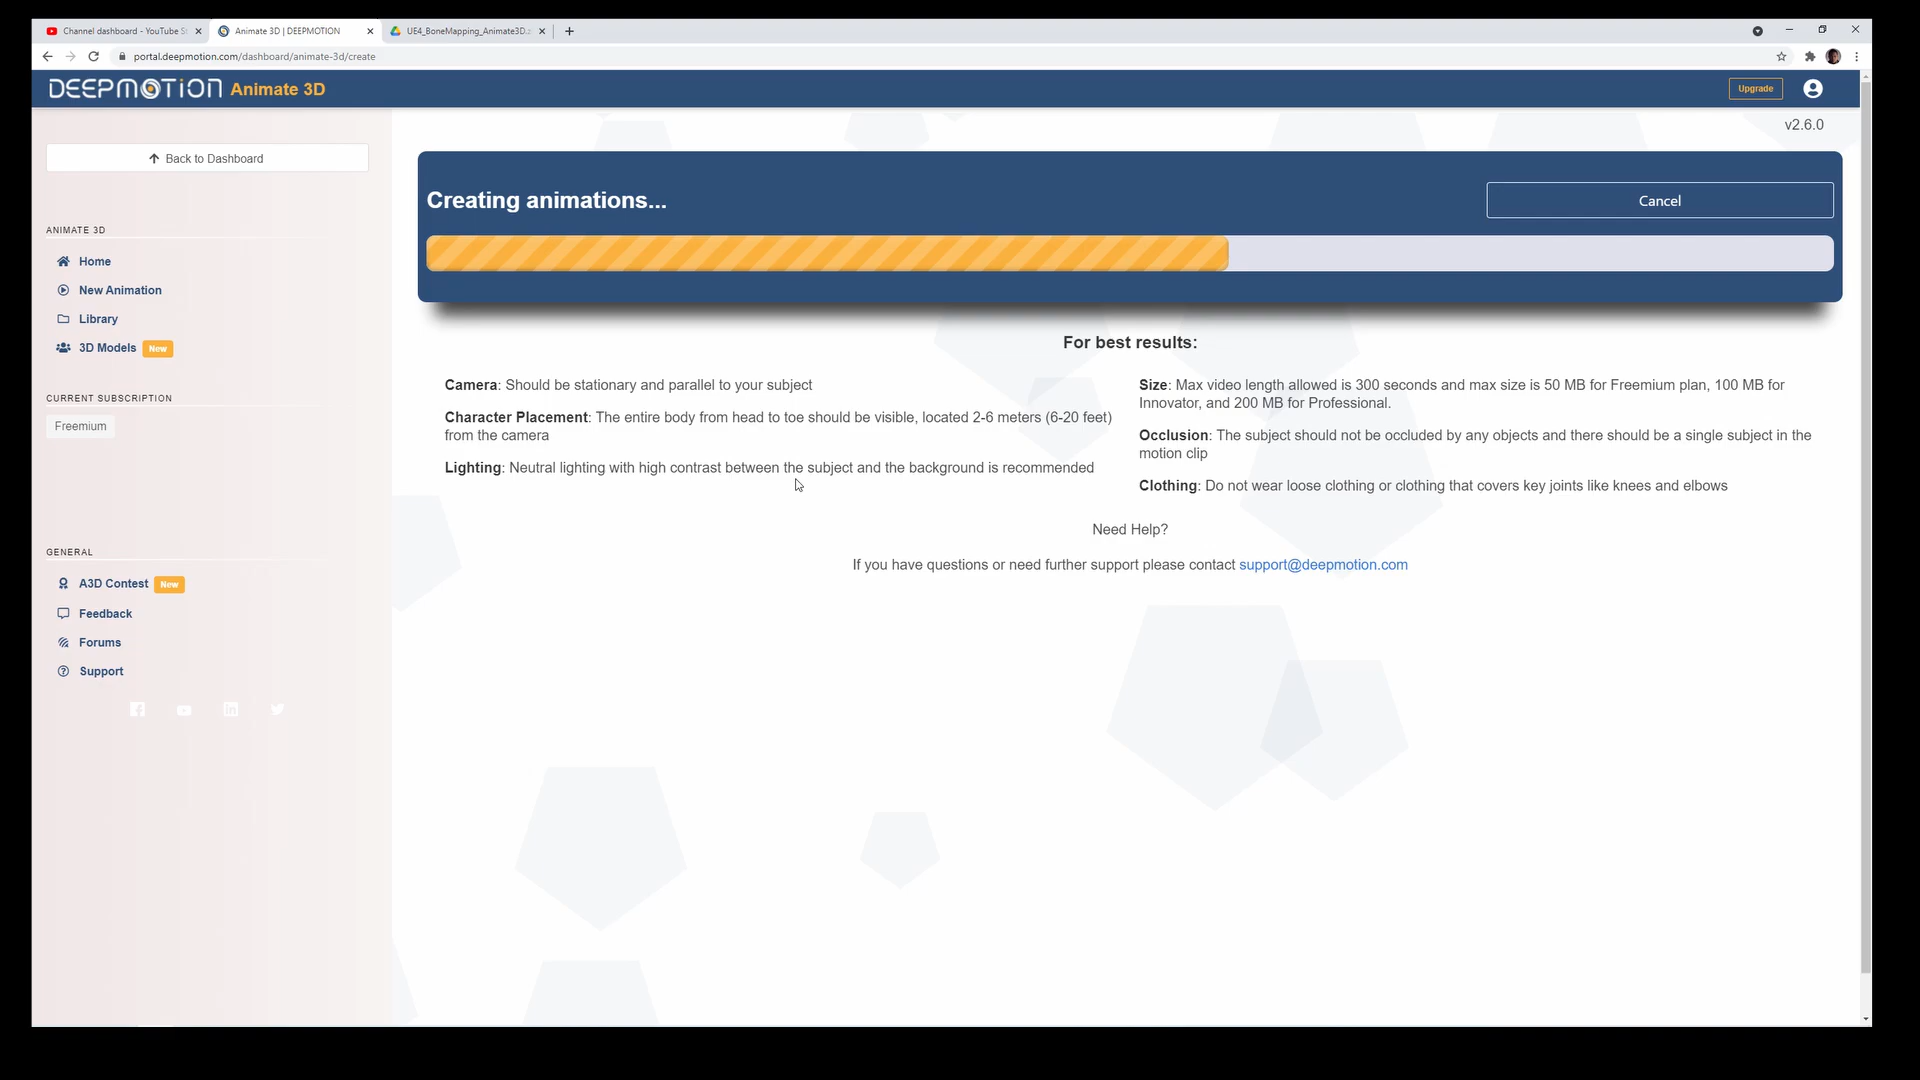 Channel dashboard - YouTube S
Animate 3D | DEEPMOTION
UE4_BoneMapping_Animate3D.
portal.deepmotion.com/dashboard/animate-3d/create
DEEPMOTION Animate 3D
Upgrade
v2.6.0
Back to Dashboard
Creating animations...
Cancel
ANIMATE 3D
Home
New Animation
Library
3D Models New
CURRENT SUBSCRIPTION
Freemium
GENERAL
A3D Contest New
Feedback
Forums
Support
For best results:
Camera: Should be stationary and parallel to your subject
Character Placement: The entire body from head to toe should be visible, located 2-6 meters (6-20 feet)
from the camera
Lighting: Neutral lighting with high contrast between the subject and the background is recommended
Size: Max video length allowed is 300 seconds and max size is 50 MB for Freemium plan, 100 MB for
Innovator, and 200 MB for Professional.
Occlusion: The subject should not be occluded by any objects and there should be a single subject in the
motion clip
Clothing: Do not wear loose clothing or clothing that covers key joints like knees and elbows
Need Help?
If you have questions or need further support please contact support@deepmotion.com